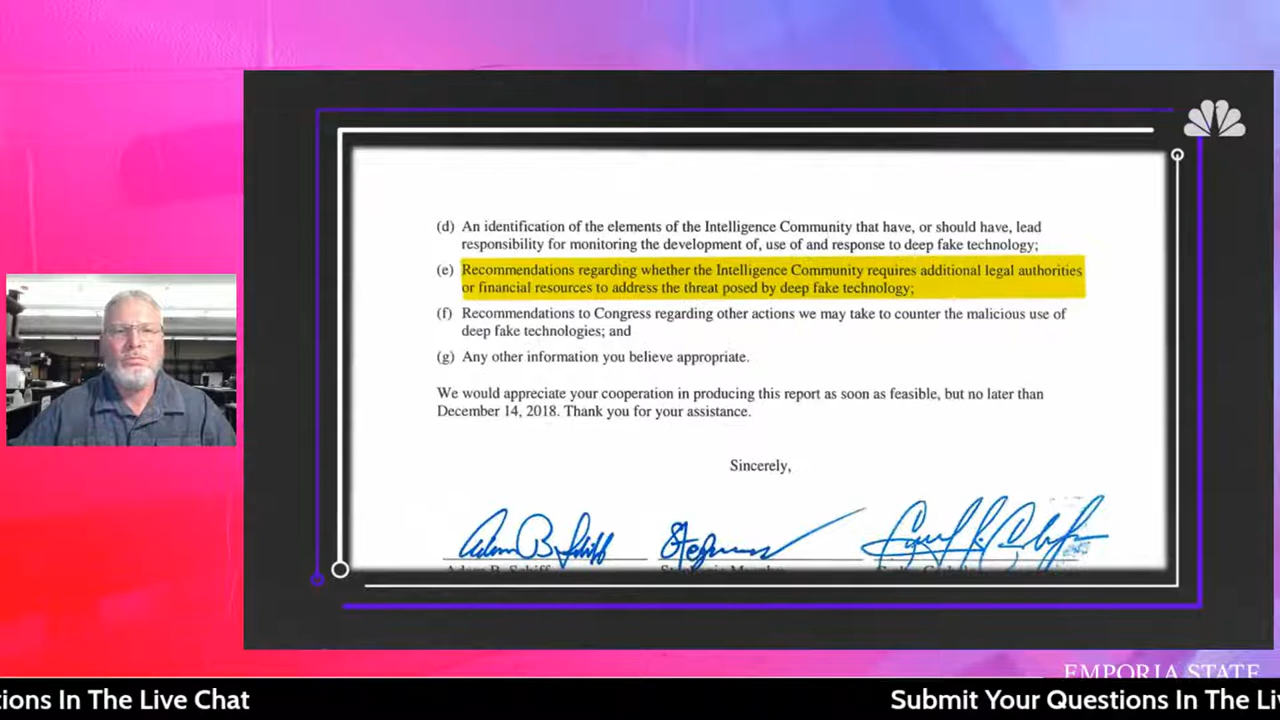 (d) An identification of the elements of the Intelligence Community that have, or should have, lead
responsibility for monitoring the development of, use of and response to deep fake technology;
(e) Recommendations regarding whether the Intelligence Community requires additional legal authorities
or financial resources to address the threat posed by deep fake technology;
(f) Recommendations to Congress regarding other actions we may take to counter the malicious use of
deep fake technologies; and
(g) Any other information you believe appropriate.
We would appreciate your cooperation in producing this report as soon as feasible, but no later than
December 14, 2018. Thank you for your assistance.
Sincerely,
Adam B. Schiff
Adam B. Schiff
EMPORIA STATE
tions In The Live Chat
Submit Your Questions In The Liv